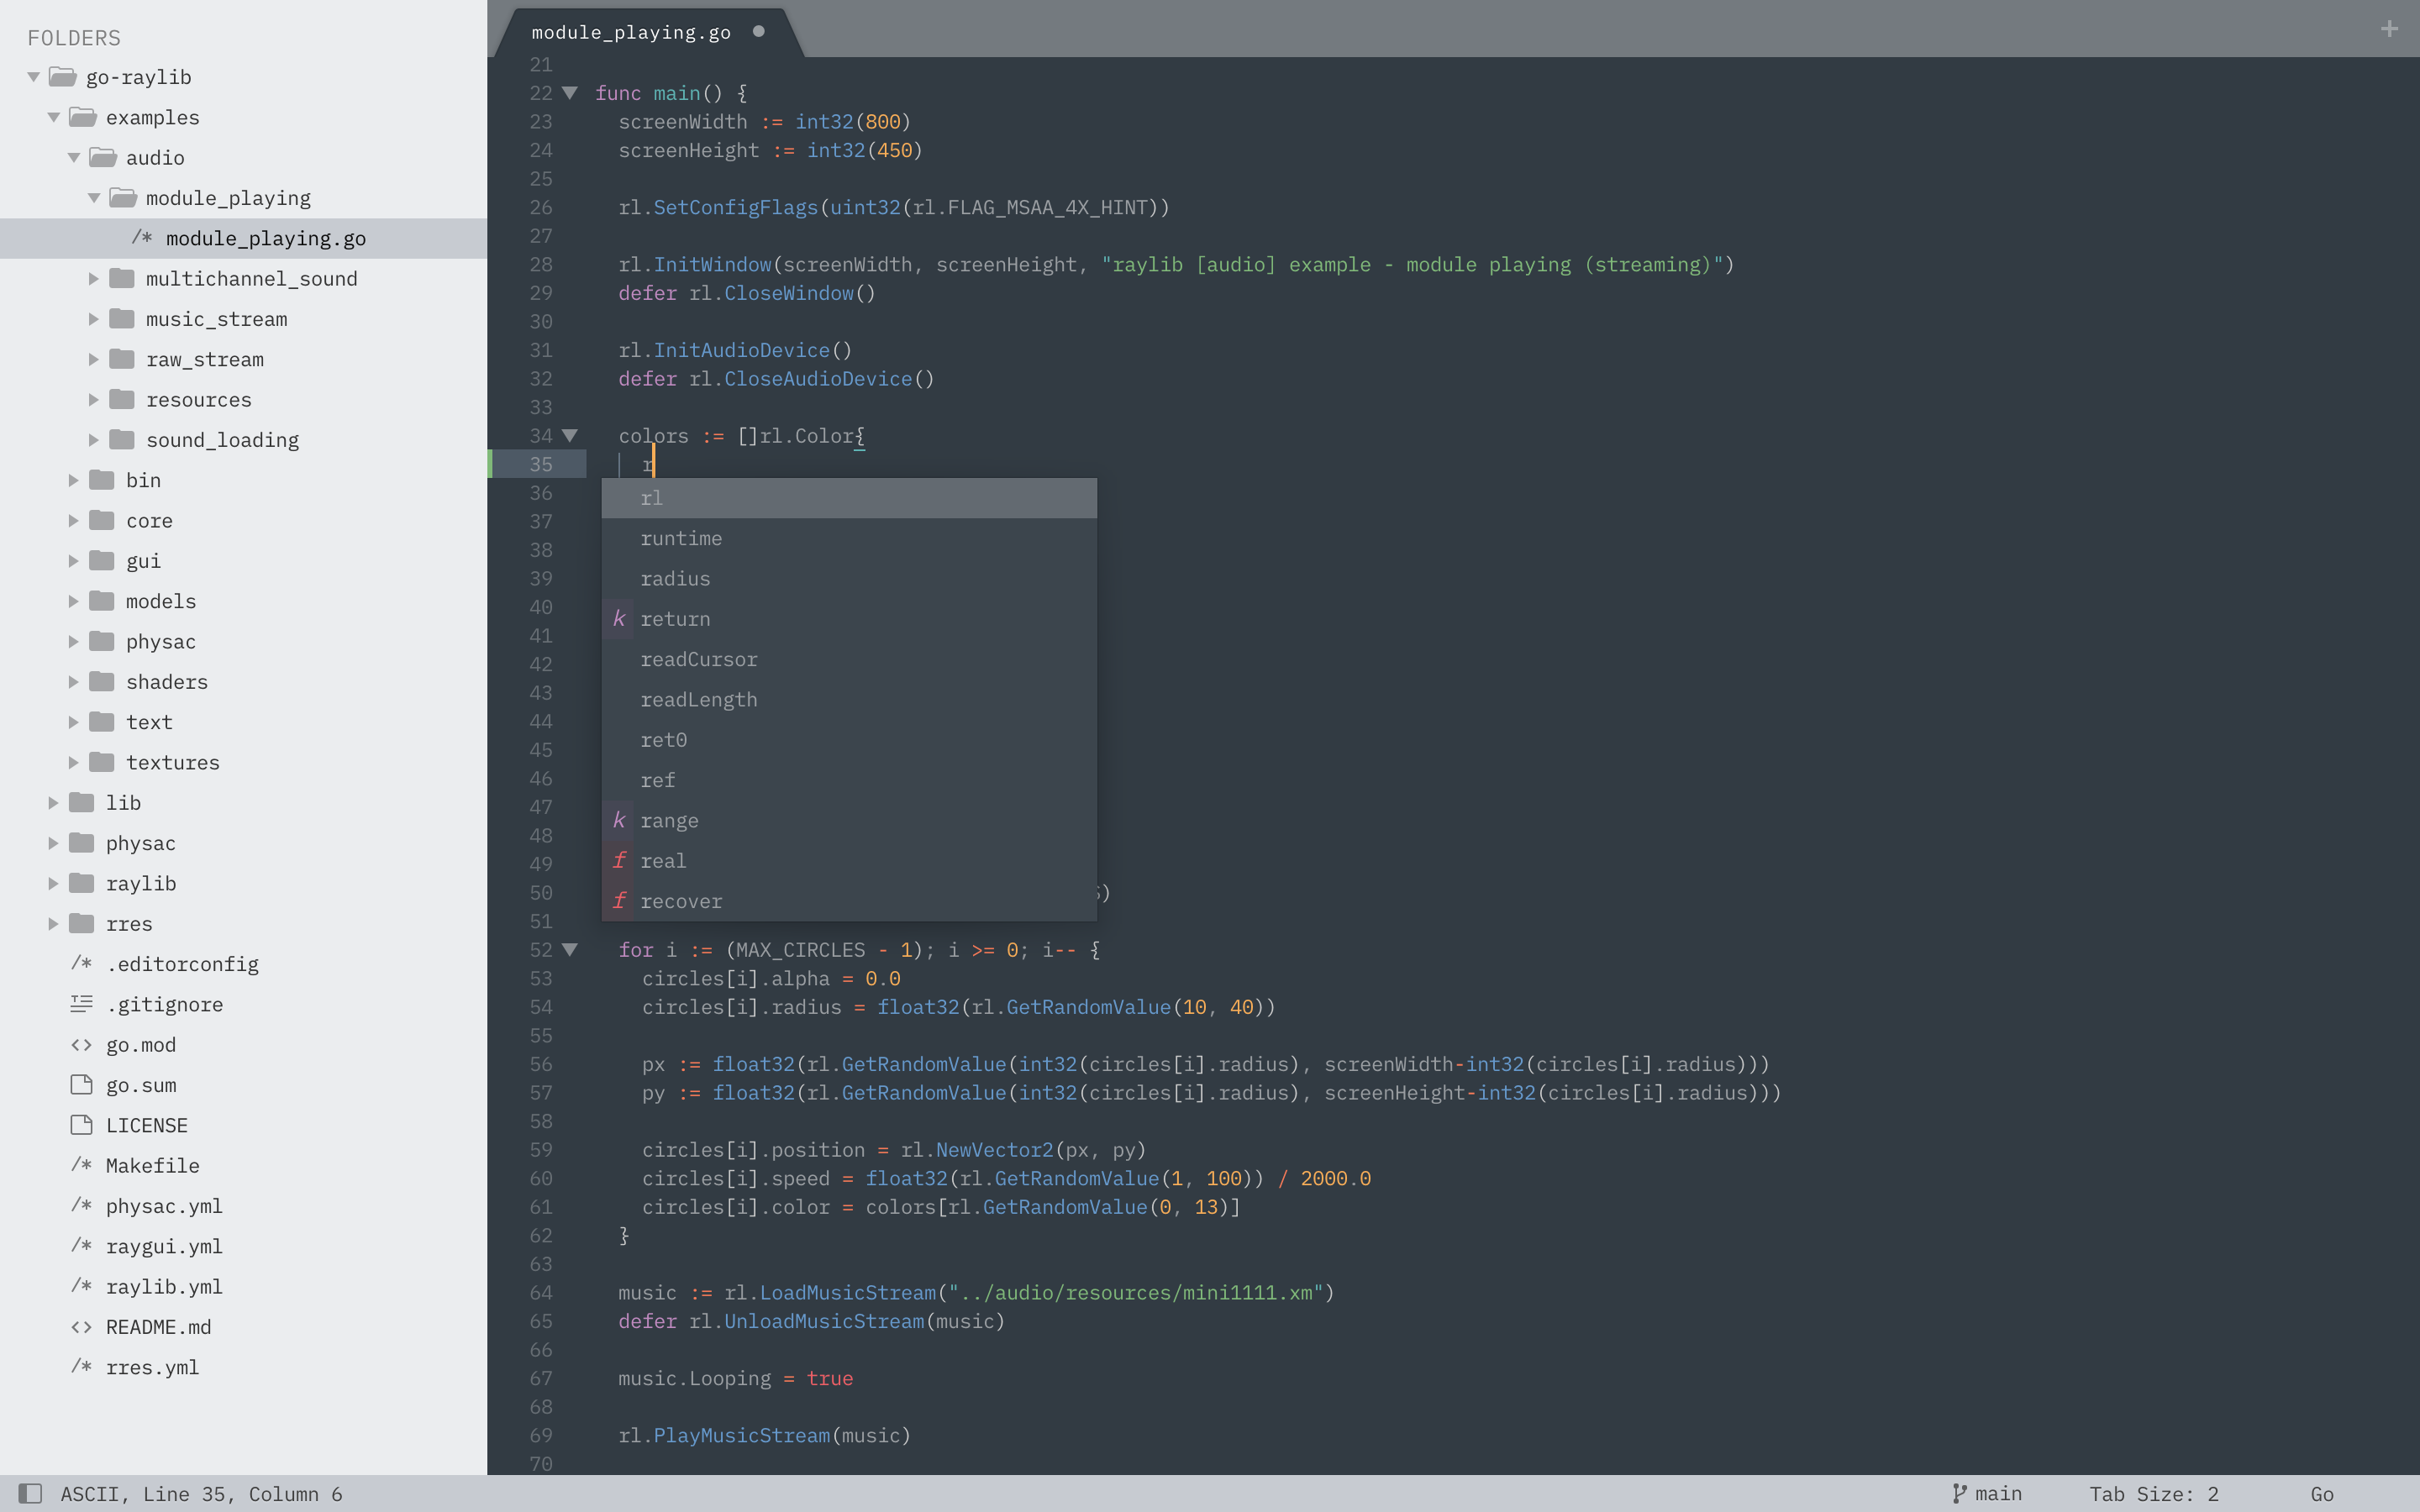 FOLDERS
go-raylib
examples
audio
module_playing
/* module_playing.go
multichannel_sound
music_stream
raw_stream
resources
sound_loading
bin
core
gui
models
physac
shaders
text
textures
lib
physac
raylib
rres
/* .editorconfig
.gitignore
<> go.mod
go.sum
LICENSE
/* Makefile
/* physac.yml
/* raygui.yml
/* raylib.yml
<> README.md
/* rres.yml
module_playing.go
+
21
22 func main() {
23 screenWidth := int32(800)
24 screenHeight := int32(450)
25
26 rl.SetConfigFlags(uint32(rl.FLAG_MSAA_4X_HINT))
27
28 rl.InitWindow(screenWidth, screenHeight, "raylib [audio] example - module playing (streaming)")
29 defer rl.CloseWindow()
30
31 rl.InitAudioDevice()
32 defer rl.CloseAudioDevice()
33
34 colors := []rl.Color{
35 r
36
37
38
39
40
41
42
43
44
45
46
47
48
49
50 )
51
rl
runtime
radius
k return
readCursor
readLength
ret0
ref
k range
f real
f recover
52 for i := (MAX_CIRCLES - 1); i >= 0; i-- {
53 circles[i].alpha = 0.0
54 circles[i].radius = float32(rl.GetRandomValue(10, 40))
55
56 px := float32(rl.GetRandomValue(int32(circles[i].radius), screenWidth-int32(circles[i].radius)))
57 py := float32(rl.GetRandomValue(int32(circles[i].radius), screenHeight-int32(circles[i].radius)))
58
59 circles[i].position = rl.NewVector2(px, py)
60 circles[i].speed = float32(rl.GetRandomValue(1, 100)) / 2000.0
61 circles[i].color = colors[rl.GetRandomValue(0, 13)]
62 }
63
64 music := rl.LoadMusicStream("../audio/resources/mini1111.xm")
65 defer rl.UnloadMusicStream(music)
66
67 music.Looping = true
68
69 rl.PlayMusicStream(music)
70
ASCII, Line 35, Column 6
main
Tab Size: 2
Go